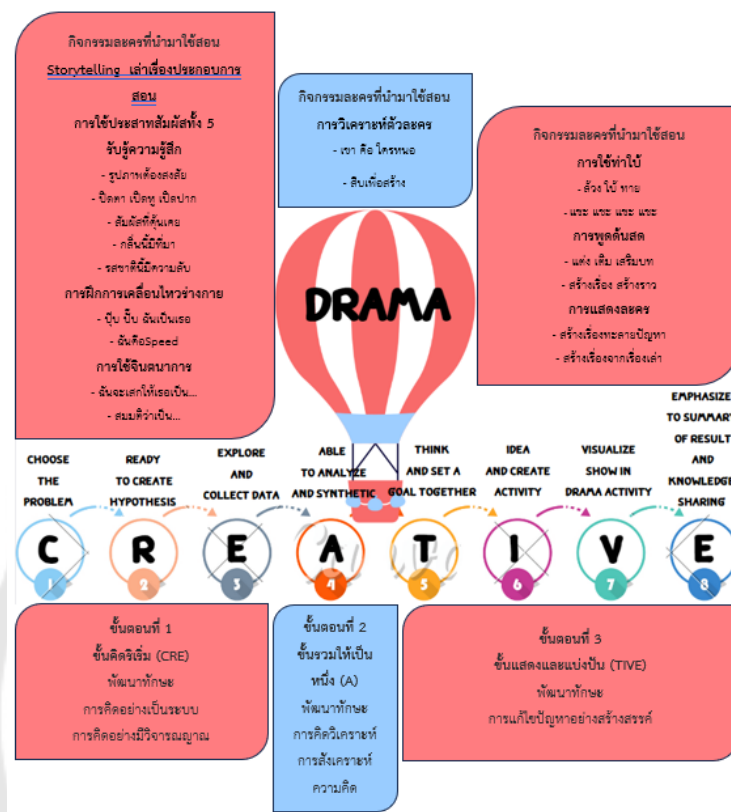 กิจกรรมละครที่นำมาใช้สอน
Storytelling เล่าเรื่องประกอบการ
สอน
การใช้ประสาทสัมผัสทั้ง 5
รับรู้ความรู้สึก
- รูปภาพต้องสงสัย
- ปิดตา เปิดหู เปิดปาก
- สัมผัสที่คุ้นเคย
- กลิ่นนี้มีที่มา
- รสชาตินี้มีความลับ
การฝึกการเคลื่อนไหวร่างกาย
- ปุ๊บ ปั๊บ ฉันเป็นเธอ
- ฉันคือSpeed
การใช้จินตนาการ
- ฉันจะเสกให้เธอเป็น...
- สมมติว่าเป็น...
กิจกรรมละครที่นำมาใช้สอน
การวิเคราะห์ตัวละคร
- เขา คือ ใครหนอ
- สืบเพื่อสร้าง
กิจกรรมละครที่นำมาใช้สอน
การใช้ท่าใบ้
- ล้วง ใบ้ ทาย
- แชะ แชะ แชะ แชะ
การพูดด้นสด
- แต่ง เติม เสริมบท
- สร้างเรื่อง สร้างราว
การแสดงละคร
- สร้างเรื่องทะลายปัญหา
- สร้างเรื่องจากเรื่องเล่า
DRAMA
CHOOSE
THE
PROBLEM
READY
TO CREATE
HYPOTHESIS
EXPLORE
AND
COLLECT DATA
ABLE
TO ANALYZE
AND SYNTHETIC
THINK
AND SET A
GOAL TOGETHER
IDEA
AND CREATE
ACTIVITY
VISUALIZE
SHOW IN
DRAMA ACTIVITY
EMPHASIZE
TO SUMMARY
OF RESULT
AND
KNOWLEDGE
SHARING
C R E A T I V E
1 2 3 4 5 6 7 8
ขั้นตอนที่ 1
ขั้นคิดริเริ่ม (CRE)
พัฒนาทักษะ
การคิดอย่างเป็นระบบ
การคิดอย่างมีวิจารณญาณ
ขั้นตอนที่ 2
ขั้นรวมให้เป็น
หนึ่ง (A)
พัฒนาทักษะ
การคิดวิเคราะห์
การสังเคราะห์
ความคิด
ขั้นตอนที่ 3
ขั้นแสดงและแบ่งปัน (TIVE)
พัฒนาทักษะ
การแก้ไขปัญหาอย่างสร้างสรรค์